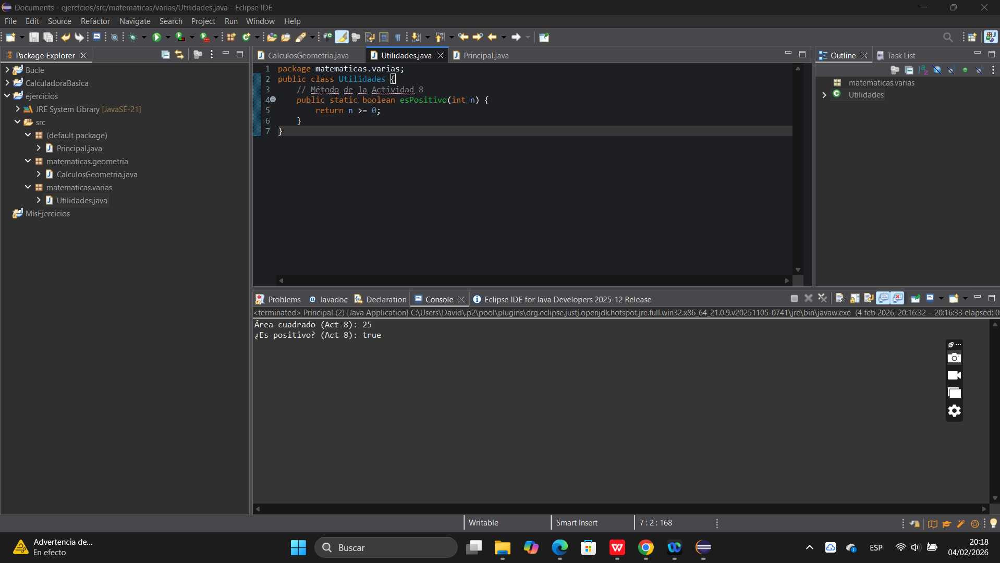 Documents - ejercicios/src/matematicas/varias/Utilidades.java - Eclipse IDE
File Edit Source Refactor Navigate Search Project Run Window Help
Package Explorer
Bucle
CalculadoraBasica
ejercicios
JRE System Library [JavaSE-21]
src
(default package)
Principal.java
matematicas.geometria
CalculosGeometria.java
matematicas.varias
Utilidades.java
MisEjercicios
CalculosGeometria.java Utilidades.java Principal.java
1 package matematicas.varias;
2 public class Utilidades {
3 // Método de la Actividad 8
4 public static boolean esPositivo(int n) {
5 return n >= 0;
6 }
7 }
Outline Task List
matematicas.varias
Utilidades
Problems Javadoc Declaration Console Eclipse IDE for Java Developers 2025-12 Release
<terminated> Principal (2) [Java Application] C:\Users\David\.p2\pool\plugins\org.eclipse.justj.openjdk.hotspot.jre.full.win32.x86_64_21.0.9.v20251105-0741\jre\bin\javaw.exe (4 feb 2026, 20:16:32 – 20:16:33 elapsed: 0
Área cuadrado (Act 8): 25
¿Es positivo? (Act 8): true
Writable Smart Insert 7 : 2 : 168
Advertencia de...
En efecto
Buscar
ESP
20:18
04/02/2026